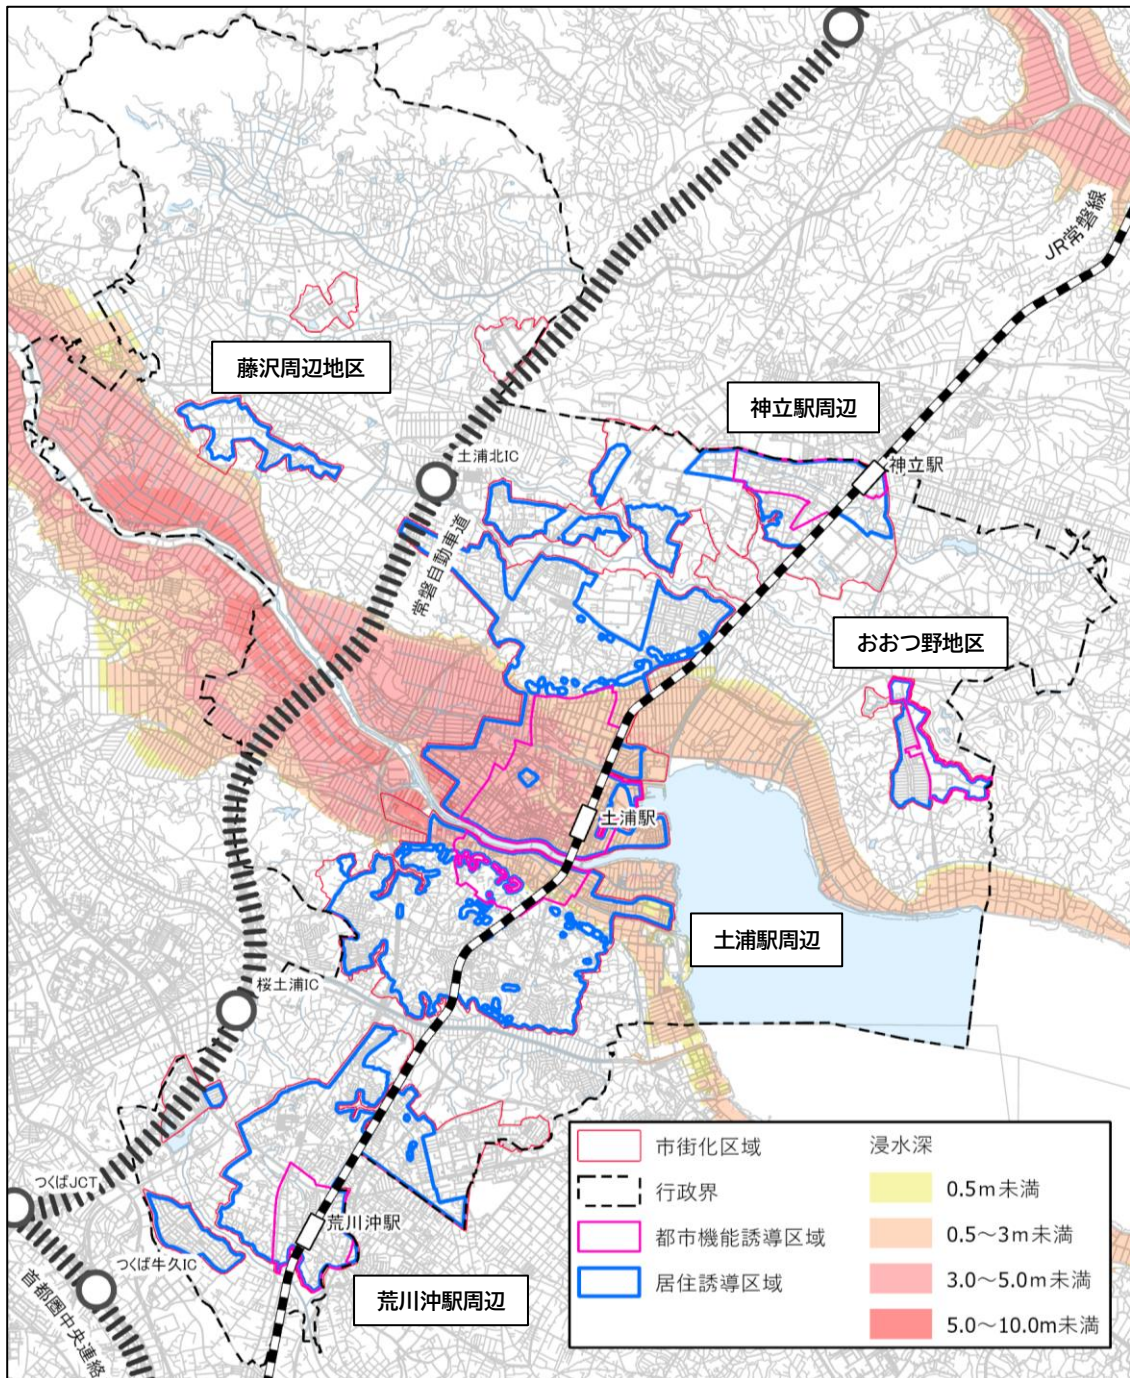 JR常磐線
藤沢周辺地区
神立駅周辺
土浦北IC
神立駅
常磐自動車道
おおつ野地区
土浦駅
土浦駅周辺
桜土浦IC
つくばJCT
荒川沖駅
つくば牛久IC
荒川沖駅周辺
首都圏中央連絡
市街化区域
行政界
都市機能誘導区域
居住誘導区域
浸水深
0.5m未満
0.5～3m未満
3.0～5.0m未満
5.0～10.0m未満